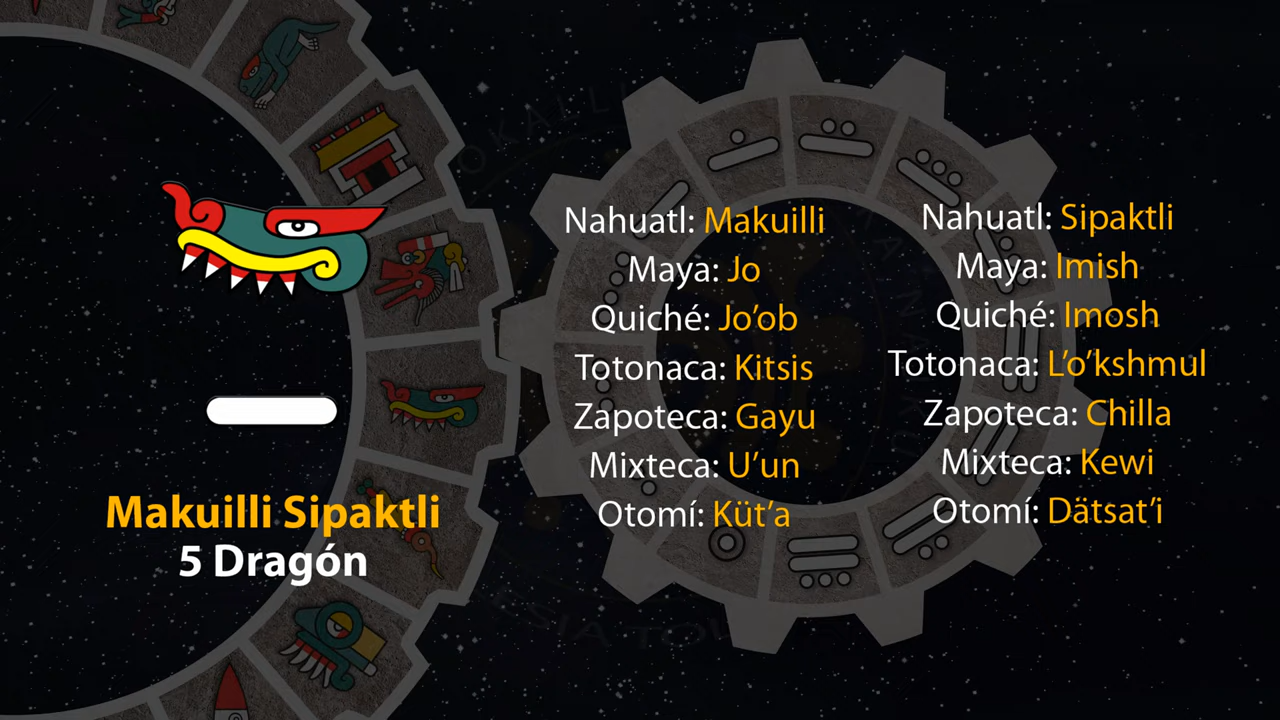 Makuilli Sipaktli
5 Dragón
Nahuatl: Makuilli
Maya: Jo
Quiché: Jo’ob
Totonaca: Kitsis
Zapoteca: Gayu
Mixteca: U’un
Otomí: Küt’a
Nahuatl: Sipaktli
Maya: Imish
Quiché: Imosh
Totonaca: L’o’kshmul
Zapoteca: Chilla
Mixteca: Kewi
Otomí: Dätsat’i